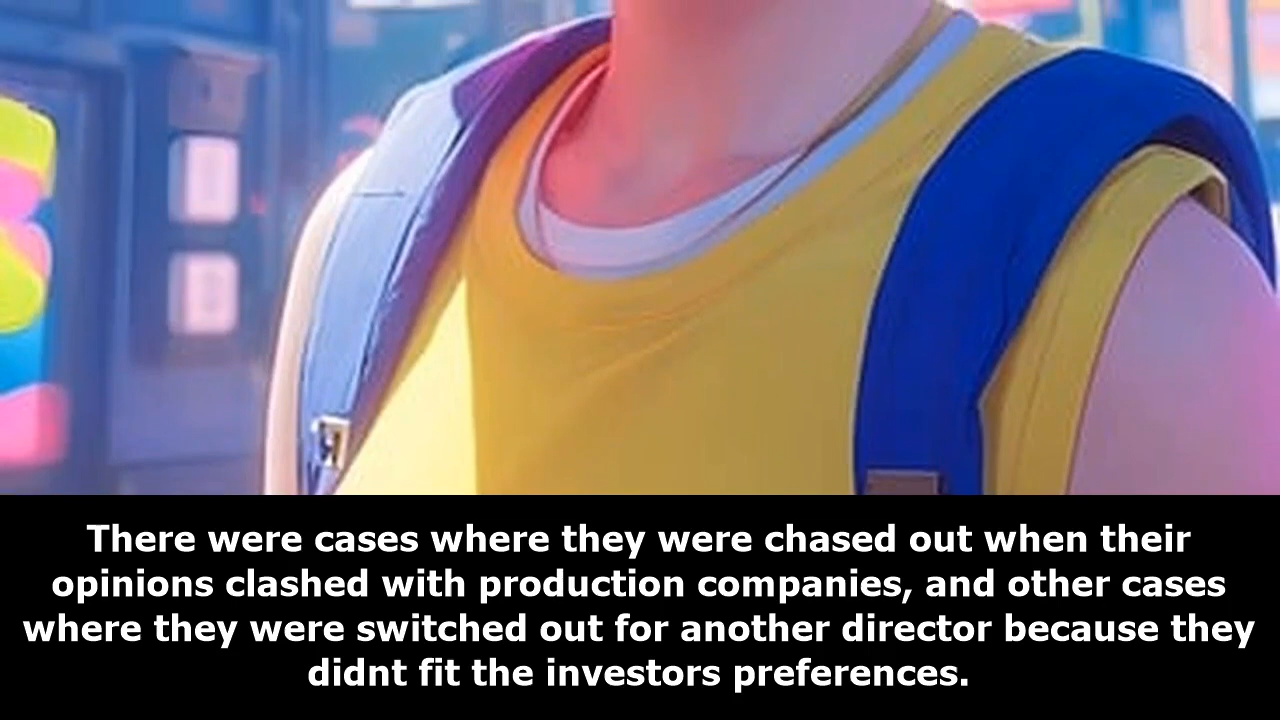 There were cases where they were chased out when their
opinions clashed with production companies, and other cases
where they were switched out for another director because they
didnt fit the investors preferences.